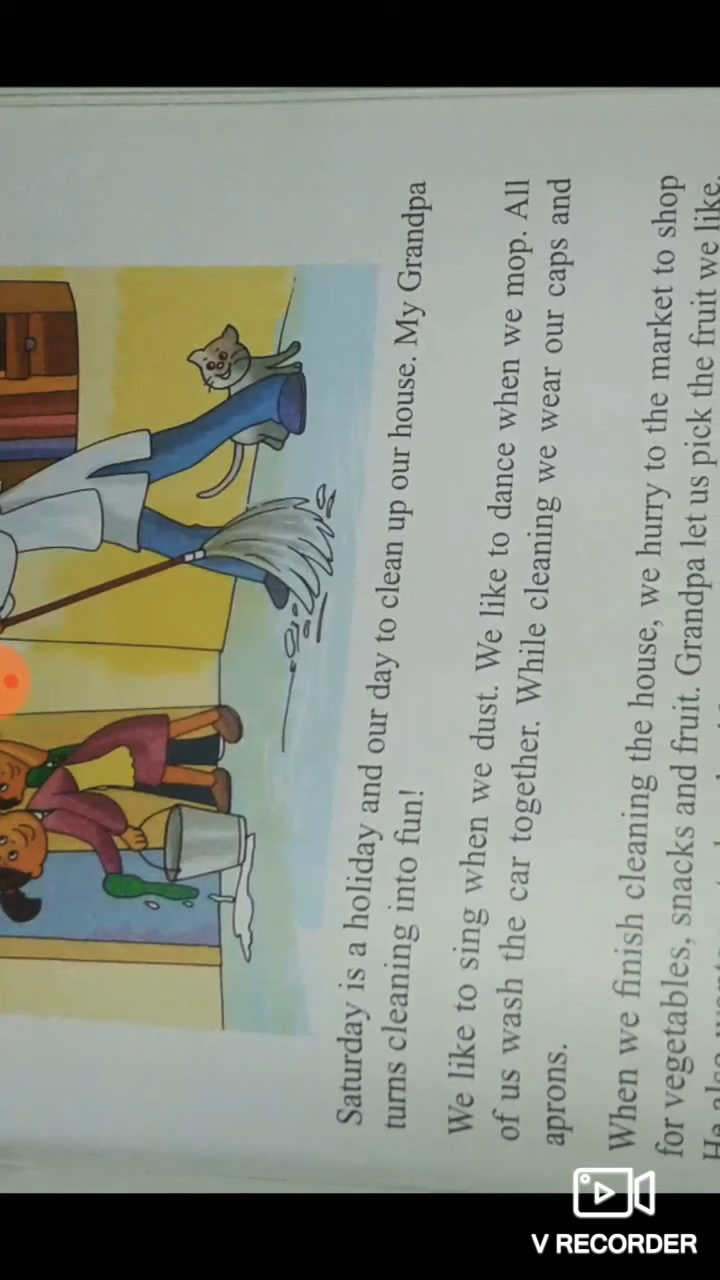 Saturday is a holiday and our day to clean up our house. My Grandpa
turns cleaning into fun!
We like to sing when we dust. We like to dance when we mop. All
of us wash the car together. While cleaning we wear our caps and
aprons.
When we finish cleaning the house, we hurry to the market to shop
for vegetables, snacks and fruit. Grandpa let us pick the fruit we like.
He also
V RECORDER